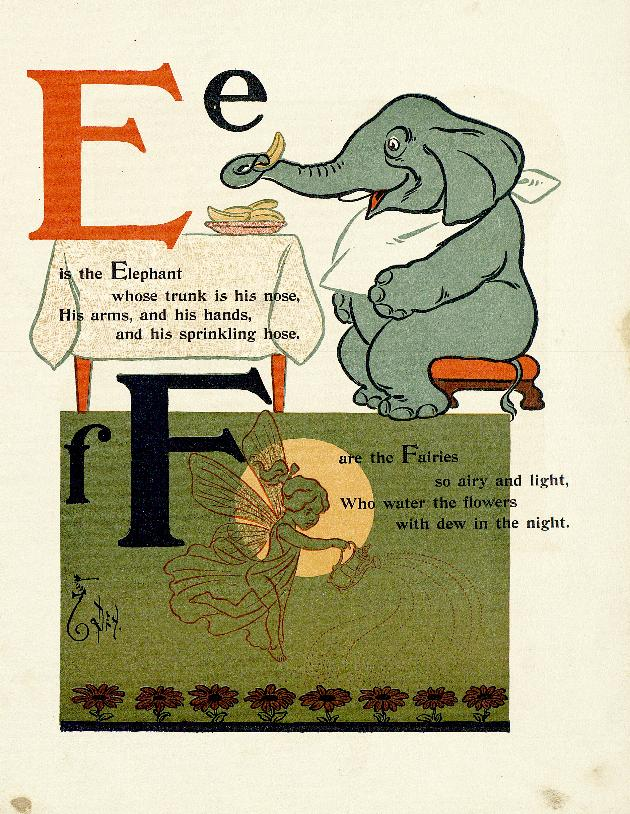 E e
is the Elephant
whose trunk is his nose,
His arms, and his hands,
and his sprinkling hose.
f F
are the Fairies
so airy and light,
Who water the flowers
with dew in the night.